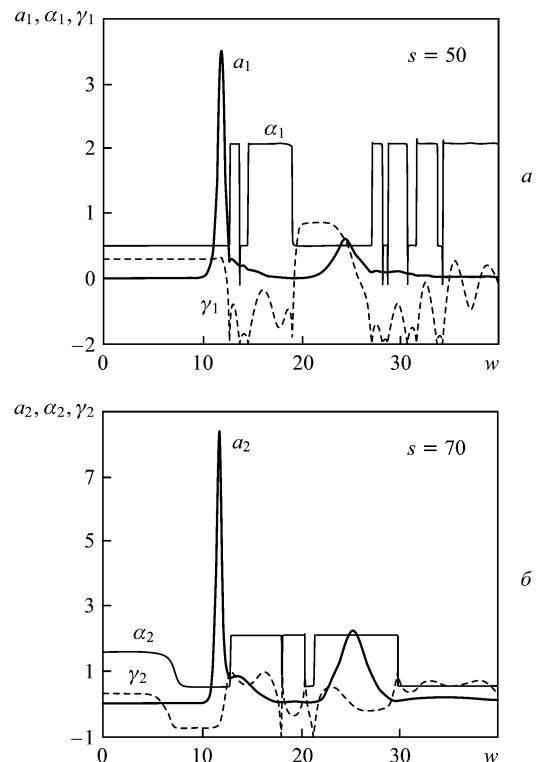 a₁, α₁, γ₁
s = 50
a₁
3
α₁
2
а
1
0
γ₁
−2
0 10 20 30 w
a₂, α₂, γ₂
s = 70
a₂
7
5
б
3
α₂
γ₂
1
−1
0 10 20 30 w